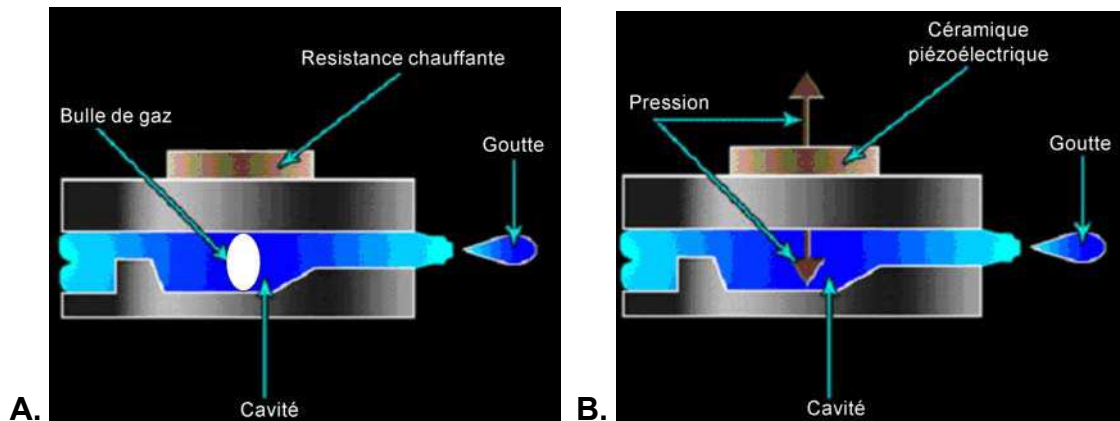 Resistance chauffante
Bulle de gaz
Goutte
Cavité
A.
Céramique
piézoélectrique
Pression
Goutte
Cavité
B.